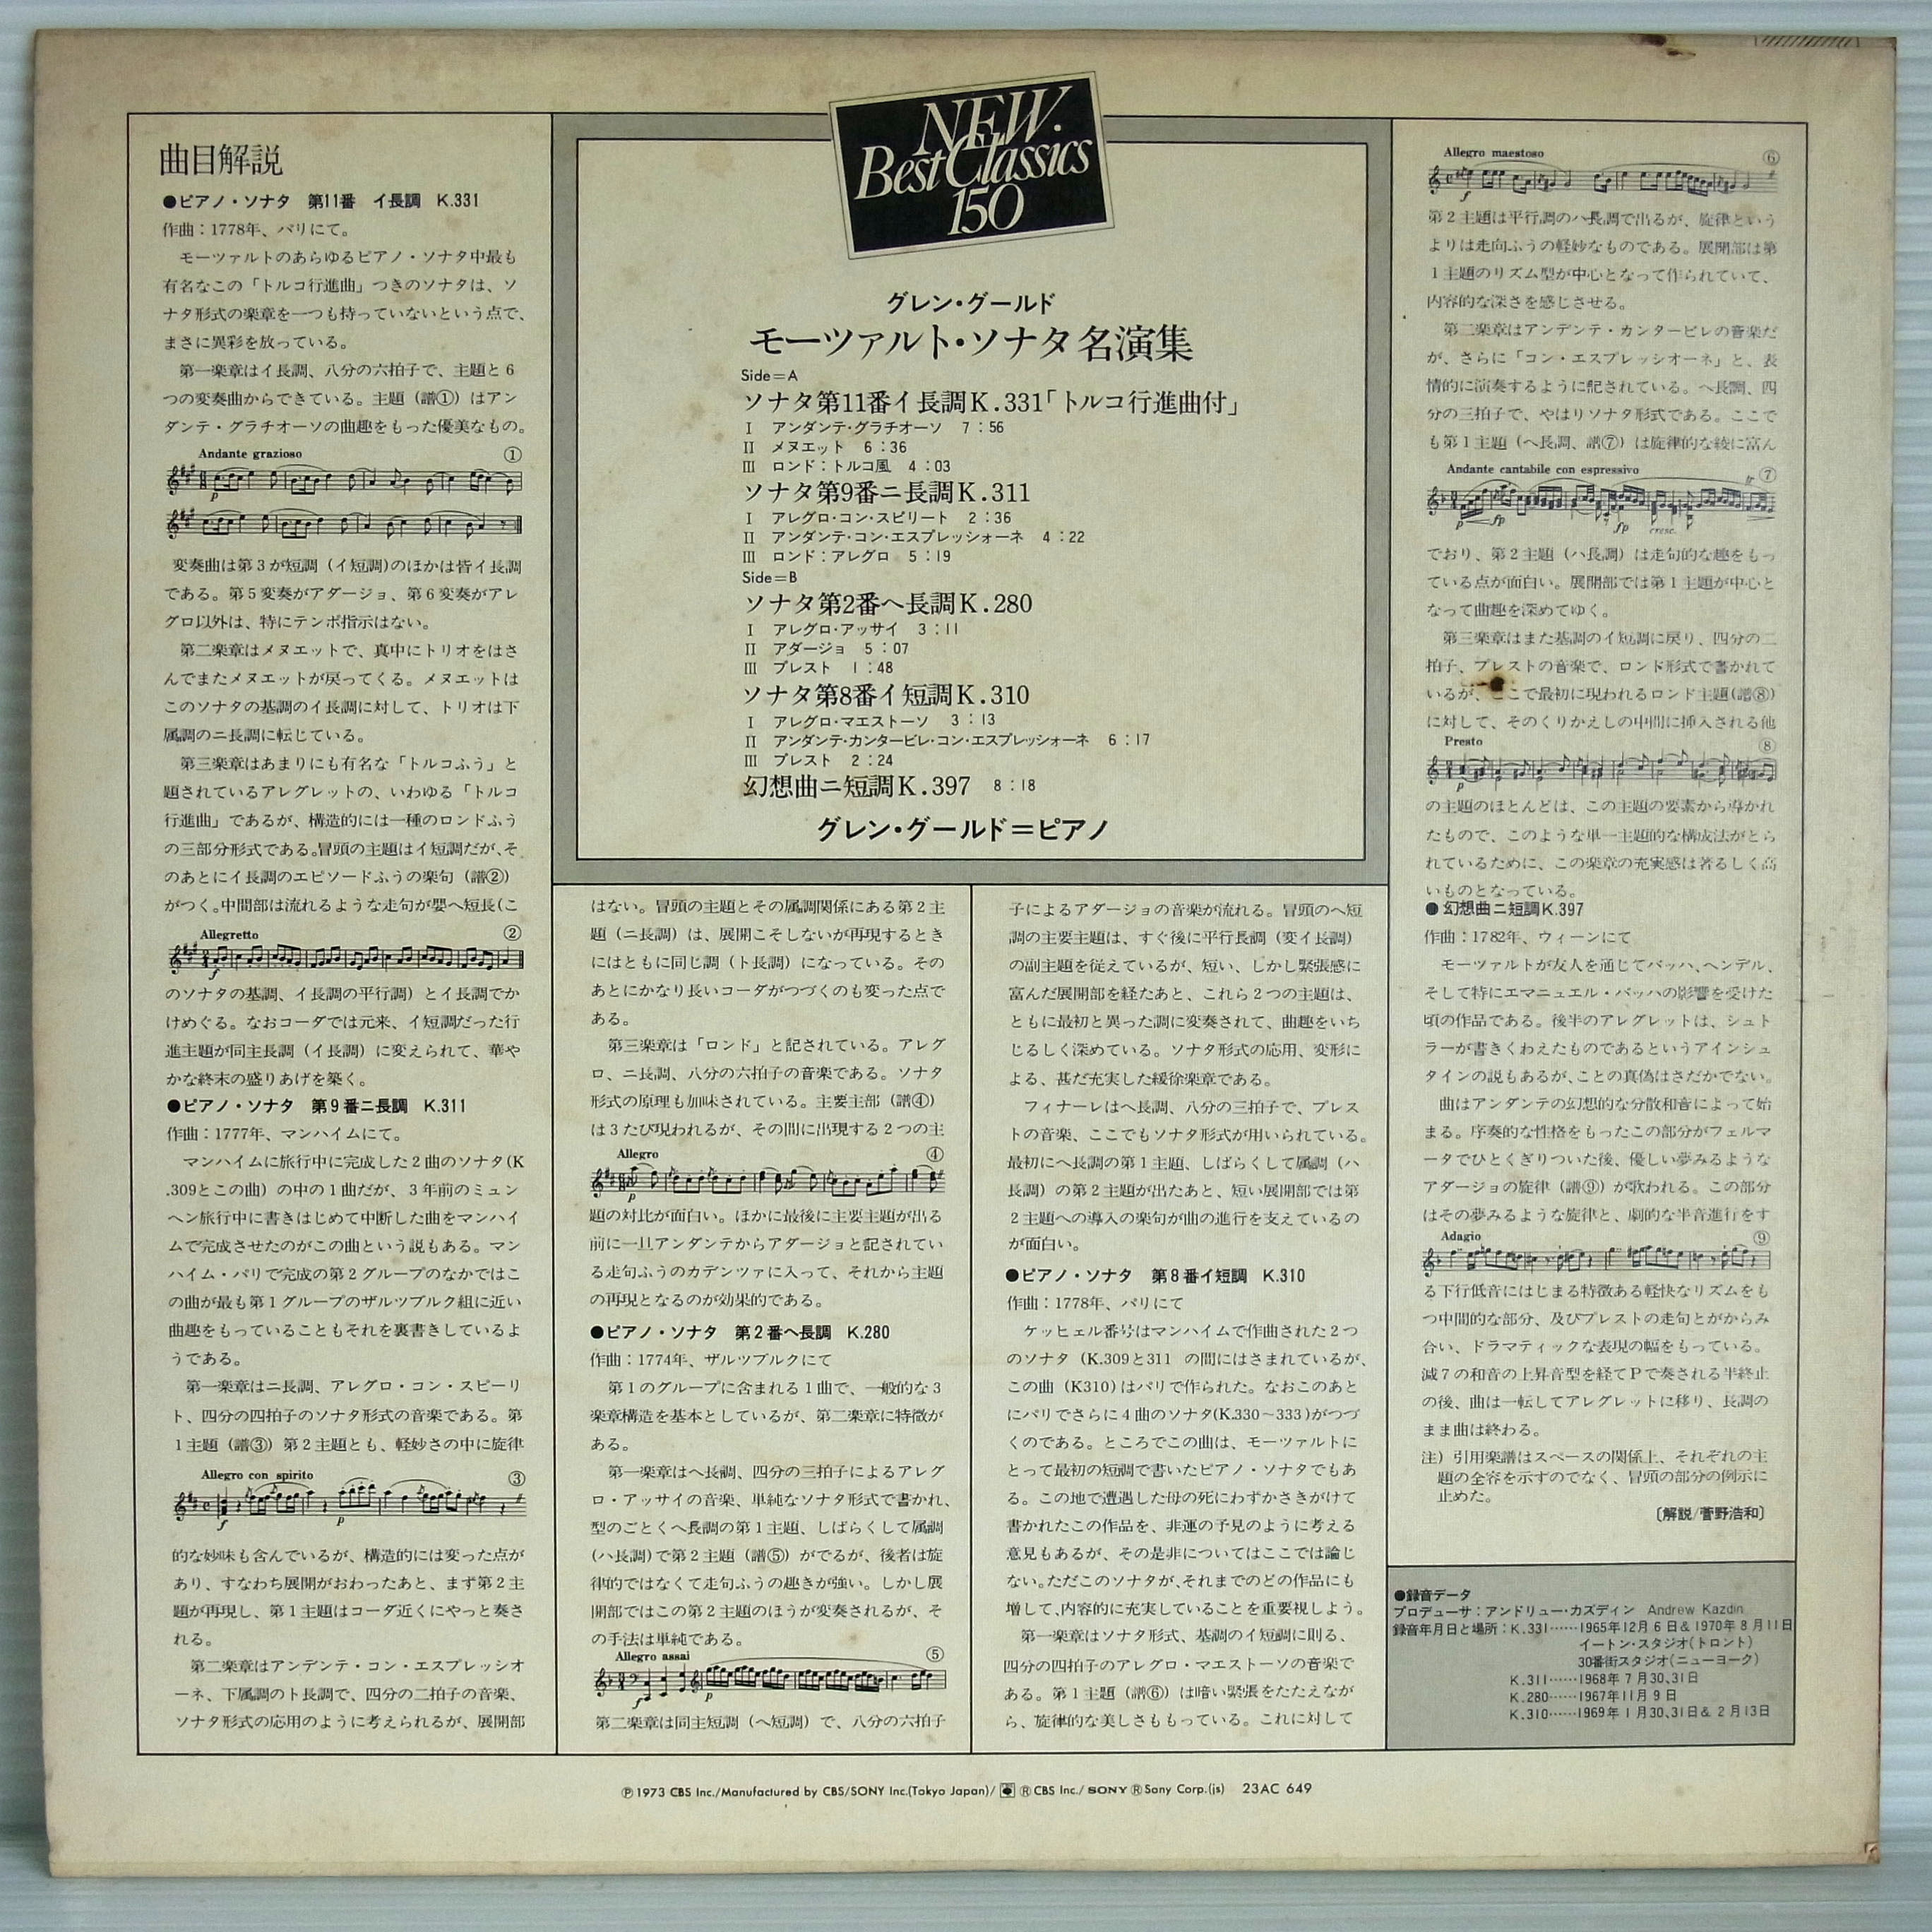 曲目解説
●ピアノ・ソナタ　第11番　イ長調　K.331
作曲：1778年、パリにて。
モーツァルトのあらゆるピアノ・ソナタ中最も
有名なこの「トルコ行進曲」つきのソナタは、ソ
ナタ形式の楽章を一つも持っていないという点で、
まさに異彩を放っている。
第一楽章はイ長調、八分の六拍子で、主題と6
つの変奏曲からできている。主題（譜①）はアン
ダンテ・グラチオーソの曲趣をもった優美なもの。
Andante grazioso ①
p
変奏曲は第3が短調（イ短調）のほかは皆イ長調
である。第5変奏がアダージョ、第6変奏がアレ
グロ以外は、特にテンポ指示はない。
第二楽章はメヌエットで、真中にトリオをはさ
んでまたメヌエットが戻ってくる。メヌエットは
このソナタの基調のイ長調に対して、トリオは下
属調のニ長調に転じている。
第三楽章はあまりにも有名な「トルコふう」と
題されているアレグレットの、いわゆる「トルコ
行進曲」であるが、構造的には一種のロンドふう
の三部分形式である。冒頭の主題はイ短調だが、そ
のあとにイ長調のエピソードふうの楽句（譜②）
がつく。中間部は流れるような走句が嬰ヘ短長（こ
Allegretto ②
f
のソナタの基調、イ長調の平行調）とイ長調でか
けめぐる。なおコーダでは元来、イ短調だった行
進主題が同主長調（イ長調）に変えられて、華や
かな終末の盛りあげを築く。
●ピアノ・ソナタ　第9番ニ長調　K.311
作曲：1777年、マンハイムにて。
マンハイムに旅行中に完成した2曲のソナタ(K
.309とこの曲）の中の1曲だが、3年前のミュン
ヘン旅行中に書きはじめて中断した曲をマンハイ
ムで完成させたのがこの曲という説もある。マン
ハイム・パリで完成の第2グループのなかではこ
の曲が最も第1グループのザルツブルク組に近い
曲趣をもっていることもそれを裏書きしているよ
うである。
第一楽章はニ長調、アレグロ・コン・スピーリ
ト、四分の四拍子のソナタ形式の音楽である。第
1主題（譜③）第2主題とも、軽妙さの中に旋律
Allegro con spirito ③
f p
的な妙味も含んでいるが、構造的には変った点が
あり、すなわち展開がおわったあと、まず第2主
題が再現し、第1主題はコーダ近くにやっと奏さ
れる。
第二楽章はアンデンテ・コン・エスプレッシオ
ーネ、下属調のト長調で、四分の二拍子の音楽、
ソナタ形式の応用のように考えられるが、展開部
NEW.
Best Classics
150
グレン・グールド
モーツァルト・ソナタ名演集
Side＝A
ソナタ第11番イ長調K.331「トルコ行進曲付」
I　アンダンテ・グラチオーソ　7：56
II　メヌエット　6：36
III　ロンド：トルコ風　4：03
ソナタ第9番ニ長調K.311
I　アレグロ・コン・スピリート　2：36
II　アンダンテ・コン・エスプレッシォーネ　4：22
III　ロンド：アレグロ　5：19
Side＝B
ソナタ第2番ヘ長調K.280
I　アレグロ・アッサイ　3：11
II　アダージョ　5：07
III　プレスト　1：48
ソナタ第8番イ短調K.310
I　アレグロ・マエストーソ　3：13
II　アンダンテ・カンタービレ・コン・エスプレッシォーネ　6：17
III　プレスト　2：24
幻想曲ニ短調K.397　8：18
グレン・グールド＝ピアノ
はない。冒頭の主題とその属調関係にある第2主
題（ニ長調）は、展開こそしないが再現するとき
にはともに同じ調（ト長調）になっている。その
あとにかなり長いコーダがつづくのも変った点で
ある。
第三楽章は「ロンド」と記されている。アレグ
ロ、ニ長調、八分の六拍子の音楽である。ソナタ
形式の原理も加味されている。主要主部（譜④）
は3たび現われるが、その間に出現する2つの主
Allegro ④
p
題の対比が面白い。ほかに最後に主要主題が出る
前に一旦アンダンテからアダージョと記されてい
る走句ふうのカデンツァに入って、それから主題
の再現となるのが効果的である。
●ピアノ・ソナタ　第2番ヘ長調　K.280
作曲：1774年、ザルツブルクにて
第1のグループに含まれる1曲で、一般的な3
楽章構造を基本としているが、第二楽章に特徴が
ある。
第一楽章はヘ長調、四分の三拍子によるアレグ
ロ・アッサイの音楽、単純なソナタ形式で書かれ、
型のごとくヘ長調の第1主題、しばらくして属調
(ハ長調)で第2主題（譜⑤）がでるが、後者は旋
律的ではなくて走句ふうの趣きが強い。しかし展
開部ではこの第2主題のほうが変奏されるが、そ
の手法は単純である。
Allegro assai ⑤
f p
第二楽章は同主短調（ヘ短調）で、八分の六拍子
子によるアダージョの音楽が流れる。冒頭のヘ短
調の主要主題は、すぐ後に平行長調（変イ長調）
の副主題を従えているが、短い、しかし緊張感に
富んだ展開部を経たあと、これら2つの主題は、
ともに最初と異った調に変奏されて、曲趣をいち
じるしく深めている。ソナタ形式の応用、変形に
よる、甚だ充実した緩徐楽章である。
フィナーレはヘ長調、八分の三拍子で、プレス
トの音楽、ここでもソナタ形式が用いられている。
最初にヘ長調の第1主題、しばらくして属調（ハ
長調）の第2主題が出たあと、短い展開部では第
2主題への導入の楽句が曲の進行を支えているの
が面白い。
●ピアノ・ソナタ　第8番イ短調　K.310
作曲：1778年、パリにて
ケッヒェル番号はマンハイムで作曲された2つ
のソナタ（K.309と311　の間にはさまれているが、
この曲（K310)はパリで作られた。なおこのあと
にパリでさらに4曲のソナタ(K.330～333)がつづ
くのである。ところでこの曲は、モーツァルトに
とって最初の短調で書いたピアノ・ソナタでもあ
る。この地で遭遇した母の死にわずかさきがけて
書かれたこの作品を、非運の予見のように考える
意見もあるが、その是非についてはここでは論じ
ない。ただこのソナタが、それまでのどの作品にも
増して、内容的に充実していることを重要視しよう。
第一楽章はソナタ形式、基調のイ短調に則る、
四分の四拍子のアレグロ・マエストーソの音楽で
ある。第1主題（譜⑥）は暗い緊張をたたえなが
ら、旋律的な美しさももっている。これに対して
Allegro maestoso ⑥
f
第2主題は平行調のハ長調で出るが、旋律という
よりは走向ふうの軽妙なものである。展開部は第
1主題のリズム型が中心となって作られていて、
内容的な深さを感じさせる。
第二楽章はアンデンテ・カンタービレの音楽だ
が、さらに「コン・エスプレッシオーネ」と、表
情的に演奏するように記されている。ヘ長調、四
分の三拍子で、やはりソナタ形式である。ここで
も第1主題（ヘ長調、譜⑦）は旋律的な綾に富ん
Andante cantabile con espressivo ⑦
p fp fp cresc. tr
でおり、第2主題（ハ長調）は走句的な趣をもっ
ている点が面白い。展開部では第1主題が中心と
なって曲趣を深めてゆく。
第三楽章はまた基調のイ短調に戻り、四分の二
拍子、プレストの音楽で、ロンド形式で書かれて
いるが、ここで最初に現われるロンド主題(譜⑧)
に対して、そのくりかえしの中間に挿入される他
Presto ⑧
p
の主題のほとんどは、この主題の要素から導かれ
たもので、このような単一主題的な構成法がとら
れているために、この楽章の充実感は著るしく高
いものとなっている。
●幻想曲ニ短調K.397
作曲：1782年、ウィーンにて
モーツァルトが友人を通じてバッハ、ヘンデル、
そして特にエマニュエル・バッハの影響を受けた
頃の作品である。後半のアレグレットは、シュト
ラーが書きくわえたものであるというアインシュ
タインの説もあるが、ことの真偽はさだかでない。
曲はアンダンテの幻想的な分散和音によって始
まる。序奏的な性格をもったこの部分がフェルマ
ータでひとくぎりついた後、優しい夢みるような
アダージョの旋律（譜⑨）が歌われる。この部分
はその夢みるような旋律と、劇的な半音進行をす
Adagio ⑨
る下行低音にはじまる特徴ある軽快なリズムをも
つ中間的な部分、及びプレストの走句とがからみ
合い、ドラマティックな表現の幅をもっている。
減7の和音の上昇音型を経てPで奏される半終止
の後、曲は一転してアレグレットに移り、長調の
まま曲は終わる。
注）引用楽譜はスペースの関係上、それぞれの主
題の全容を示すのでなく、冒頭の部分の例示に
止めた。
〔解説/菅野浩和〕
●録音データ
プロデューサ：アンドリュー・カズディン　Andrew Kazdin
録音年月日と場所：K.331……1965年12月6日＆1970年8月11日
イートン・スタジオ(トロント)
30番街スタジオ(ニューヨーク)
K.311……1968年7月30、31日
K.280……1967年11月9日
K.310……1969年1月30、31日＆2月13日
Ⓟ1973 CBS Inc./Manufactured by CBS/SONY Inc.(Tokyo Japan)/ ® CBS Inc./ SONY ® Sony Corp.(js)　23AC 649